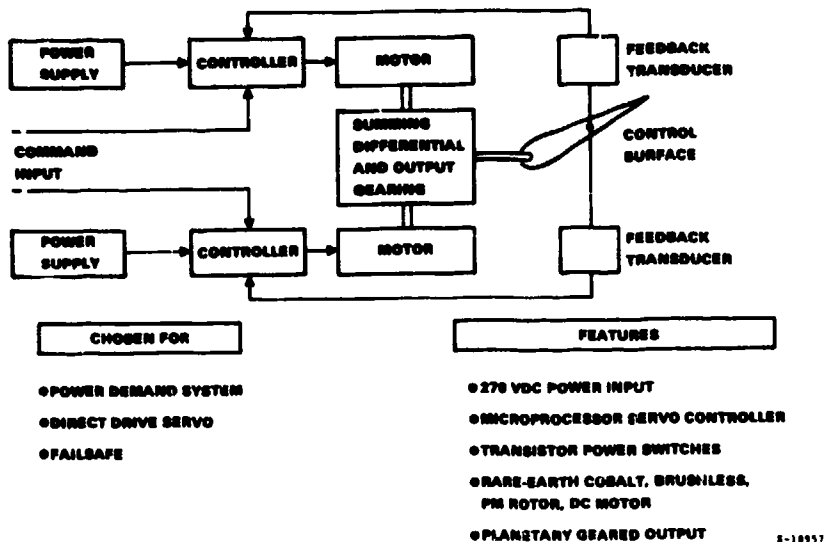 POWER
SUPPLY
CONTROLLER
MOTOR
FEEDBACK
TRANSDUCER
COMMAND
INPUT
SUMMING
DIFFERENTIAL
AND OUTPUT
GEARING
CONTROL
SURFACE
POWER
SUPPLY
CONTROLLER
MOTOR
FEEDBACK
TRANSDUCER
CHOSEN FOR
●POWER DEMAND SYSTEM
●DIRECT DRIVE SERVO
●FAILSAFE
FEATURES
●270 VDC POWER INPUT
●MICROPROCESSOR SERVO CONTROLLER
●TRANSISTOR POWER SWITCHES
●RARE-EARTH COBALT, BRUSHLESS,
PM ROTOR, DC MOTOR
●PLANETARY GEARED OUTPUT
S-18957